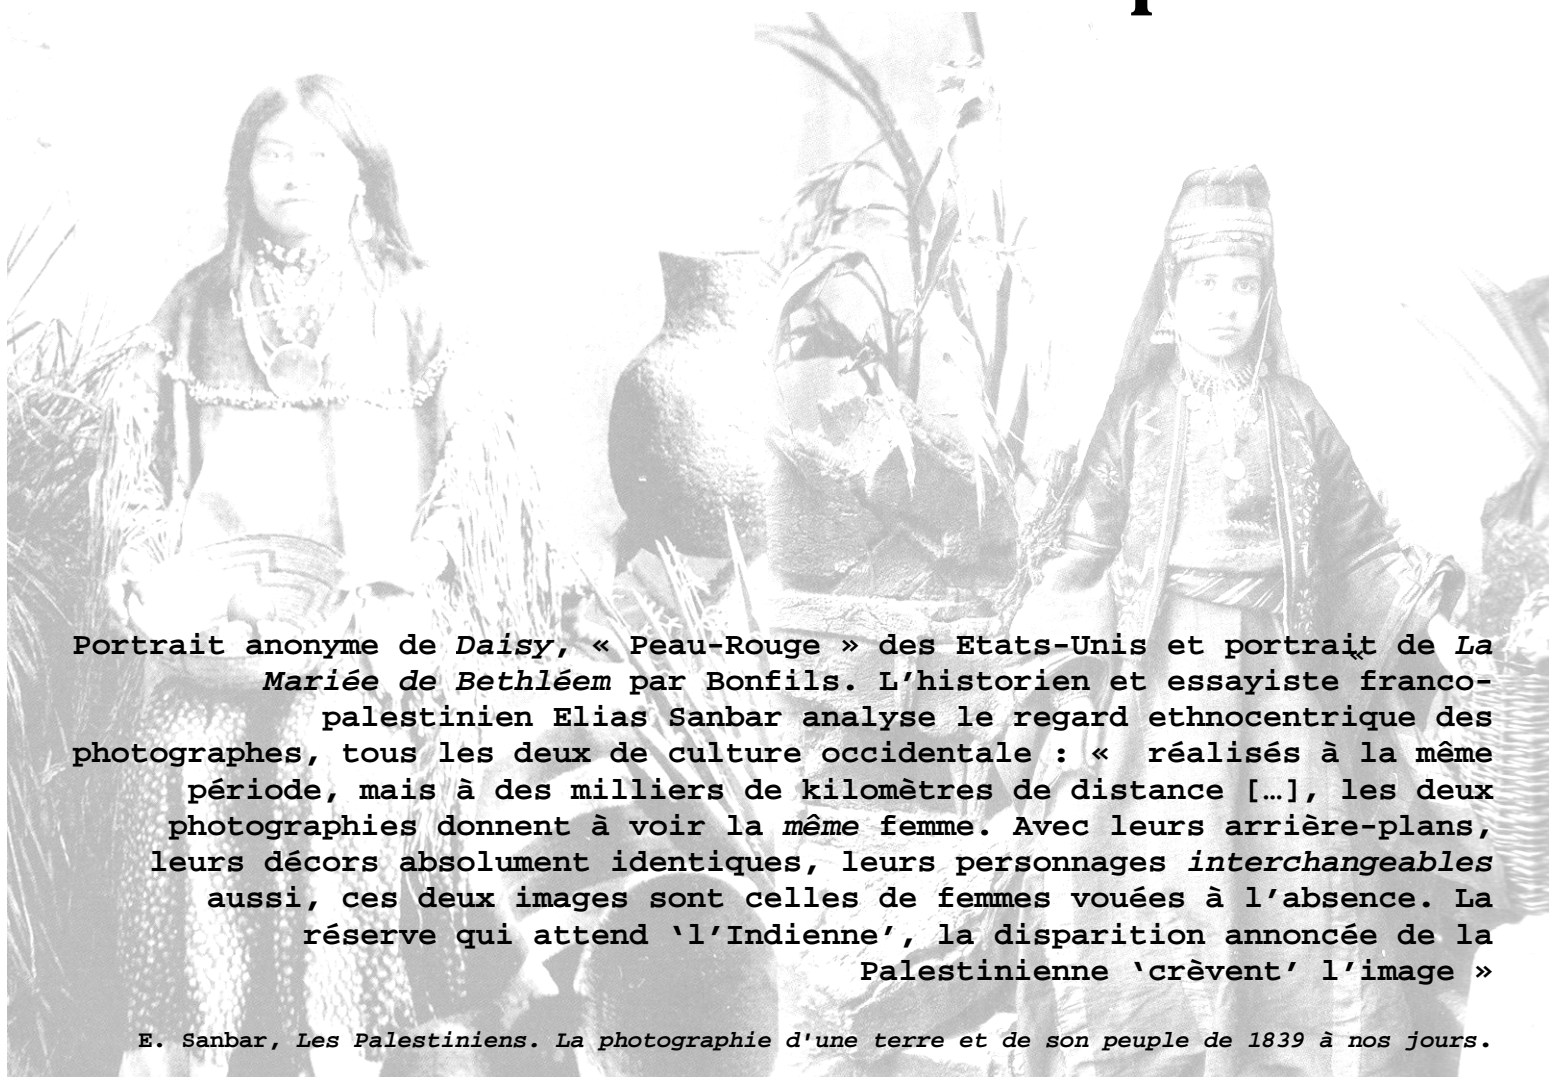 Portrait anonyme de Daisy, « Peau-Rouge » des Etats-Unis et portrait de La
Mariée de Bethléem par Bonfils. L’historien et essayiste franco-
palestinien Elias Sanbar analyse le regard ethnocentrique des
photographes, tous les deux de culture occidentale : «  réalisés à la même
période, mais à des milliers de kilomètres de distance […], les deux
photographies donnent à voir la même femme. Avec leurs arrière-plans,
leurs décors absolument identiques, leurs personnages interchangeables
aussi, ces deux images sont celles de femmes vouées à l’absence. La
réserve qui attend ‘l’Indienne’, la disparition annoncée de la
Palestinienne ‘crèvent’ l’image »
E. Sanbar, Les Palestiniens. La photographie d'une terre et de son peuple de 1839 à nos jours.